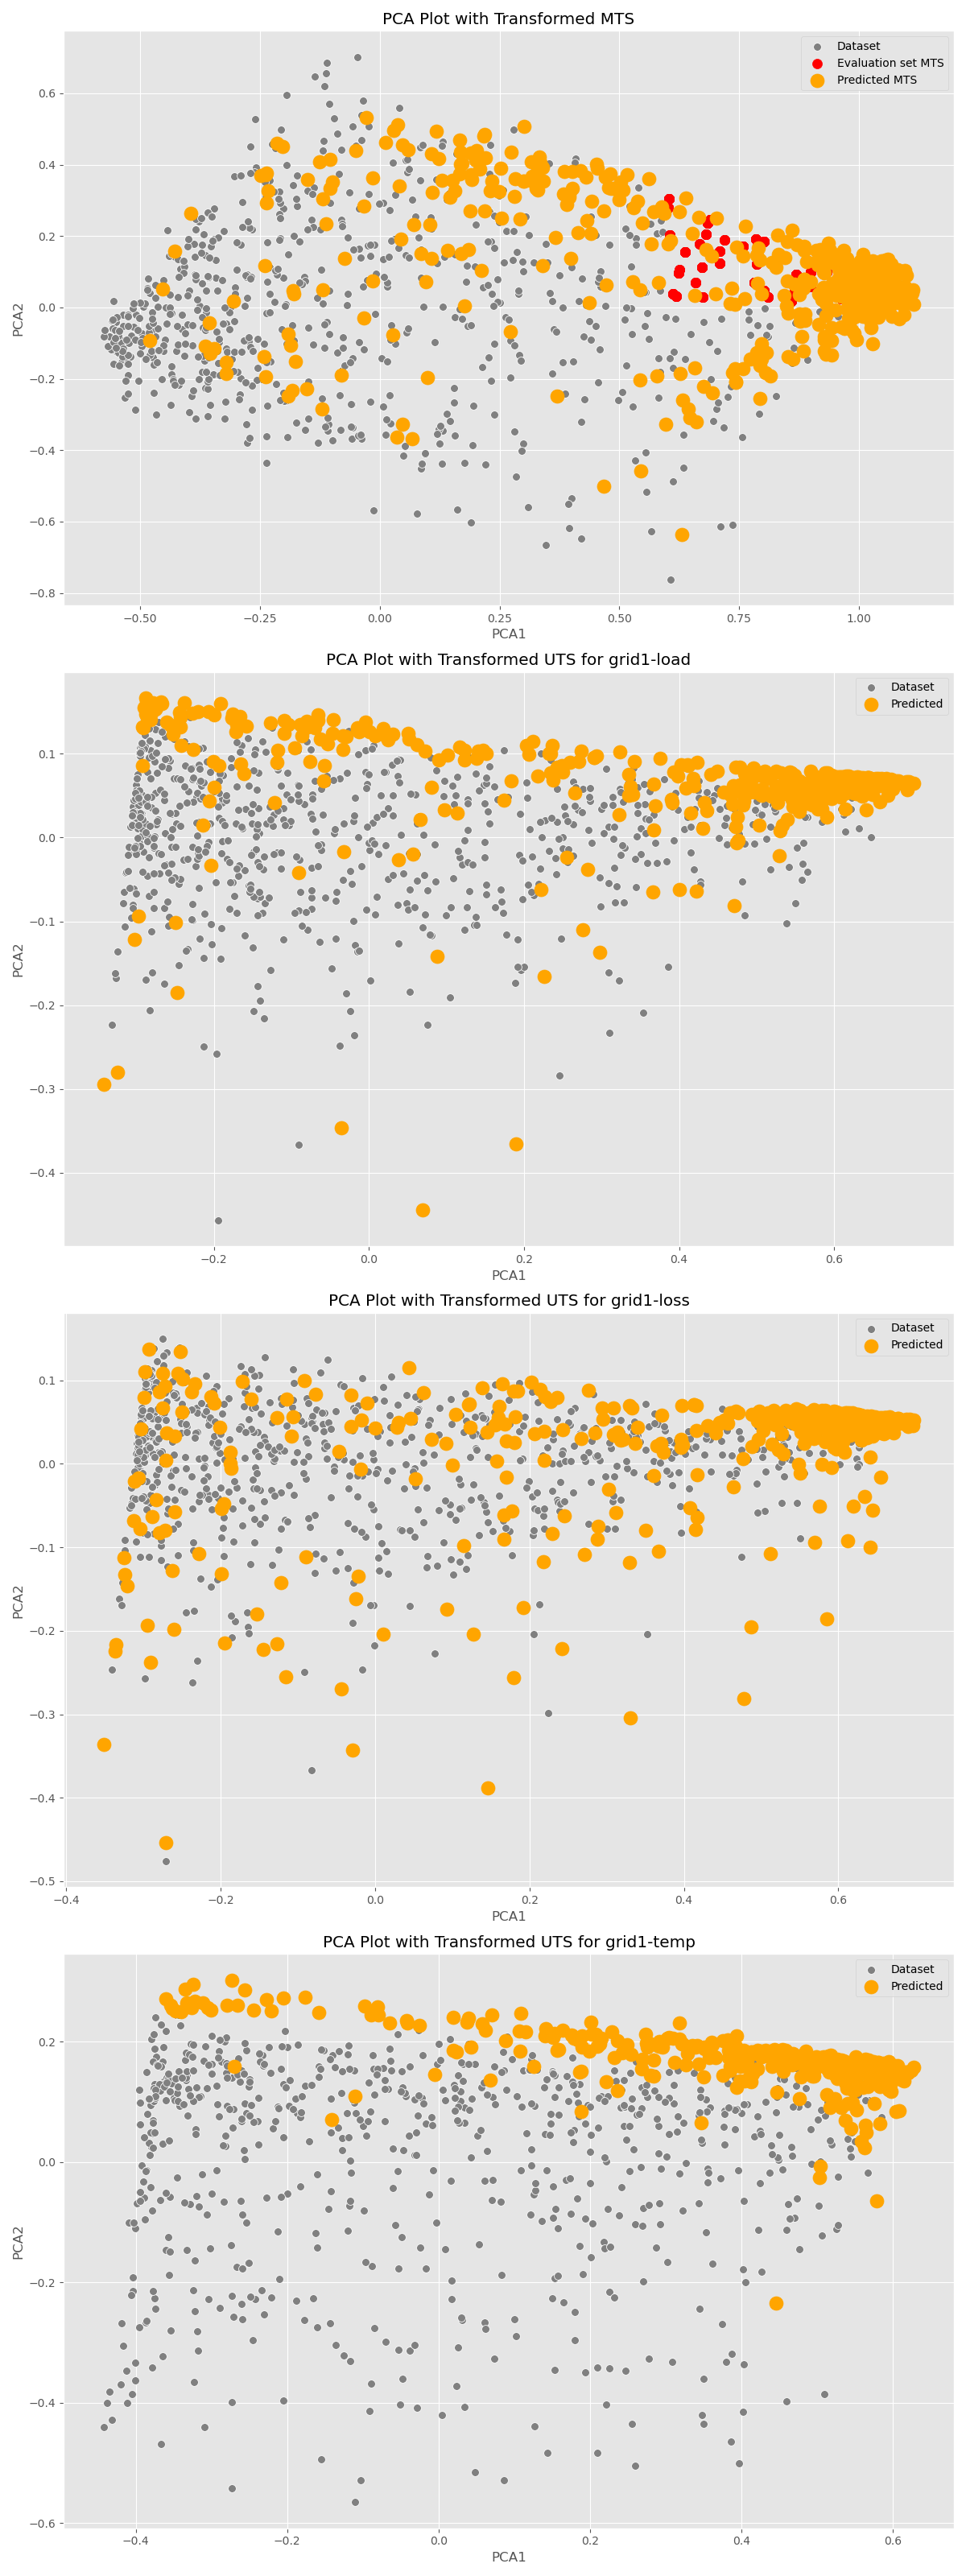 PCA Plot with Transformed MTS
Dataset
Evaluation set MTS
Predicted MTS
0.6
0.4
0.2
0.0
−0.2
−0.4
−0.6
−0.8
PCA2
−0.50
−0.25
0.00
0.25
0.50
0.75
1.00
PCA1
PCA Plot with Transformed UTS for grid1-load
Dataset
Predicted
0.1
0.0
−0.1
−0.2
−0.3
−0.4
PCA2
−0.2
0.0
0.2
0.4
0.6
PCA1
PCA Plot with Transformed UTS for grid1-loss
Dataset
Predicted
0.1
0.0
−0.1
−0.2
−0.3
−0.4
−0.5
PCA2
−0.4
−0.2
0.0
0.2
0.4
0.6
PCA1
PCA Plot with Transformed UTS for grid1-temp
Dataset
Predicted
0.2
0.0
−0.2
−0.4
−0.6
PCA2
−0.4
−0.2
0.0
0.2
0.4
0.6
PCA1